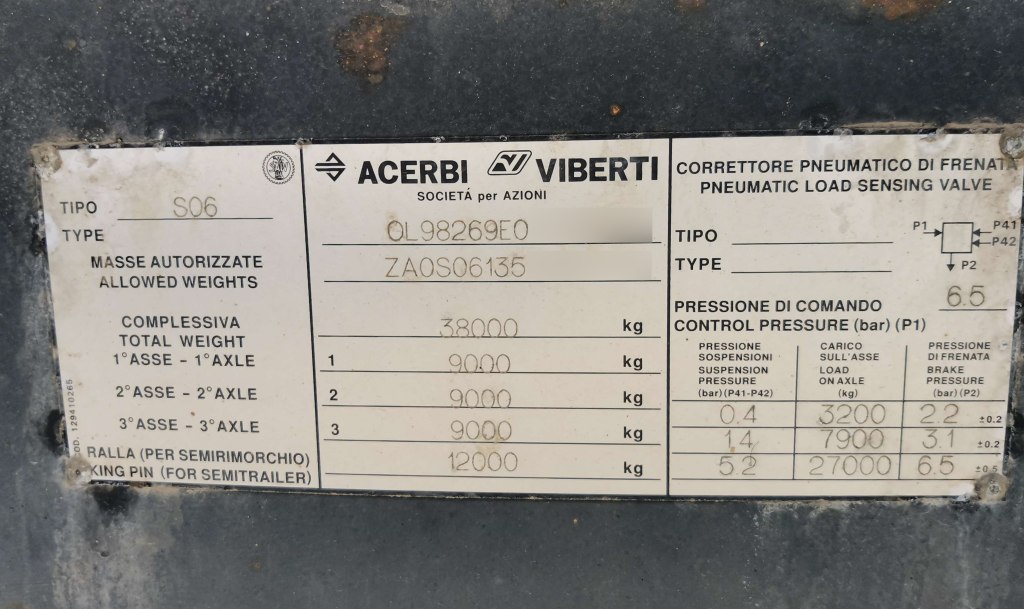 TIPO S06
TYPE
MASSE AUTORIZZATE
ALLOWED WEIGHTS
COMPLESSIVA
TOTAL WEIGHT
1°ASSE - 1°AXLE
2°ASSE - 2°AXLE
3°ASSE - 3°AXLE
RALLA (PER SEMIRIMORCHIO)
KING PIN (FOR SEMITRAILER)
COD. 129410265
ACERBI VIBERTI
SOCIETÁ per AZIONI
OL98269E0
ZA0S06135
38000 kg
1 9000 kg
2 9000 kg
3 9000 kg
12000 kg
CORRETTORE PNEUMATICO DI FRENATA
PNEUMATIC LOAD SENSING VALVE
TIPO
TYPE
P1 P41
P42
P2
PRESSIONE DI COMANDO 6.5
CONTROL PRESSURE (bar) (P1)
PRESSIONE CARICO PRESSIONE
SOSPENSIONI SULL'ASSE DI FRENATA
SUSPENSION LOAD BRAKE
PRESSURE ON AXLE PRESSURE
(bar) (P41-P42) (kg) (bar) (P2)
0.4 3200 2.2 ±0.2
1.4 7900 3.1 ±0.2
5.2 27000 6.5 ±0.5